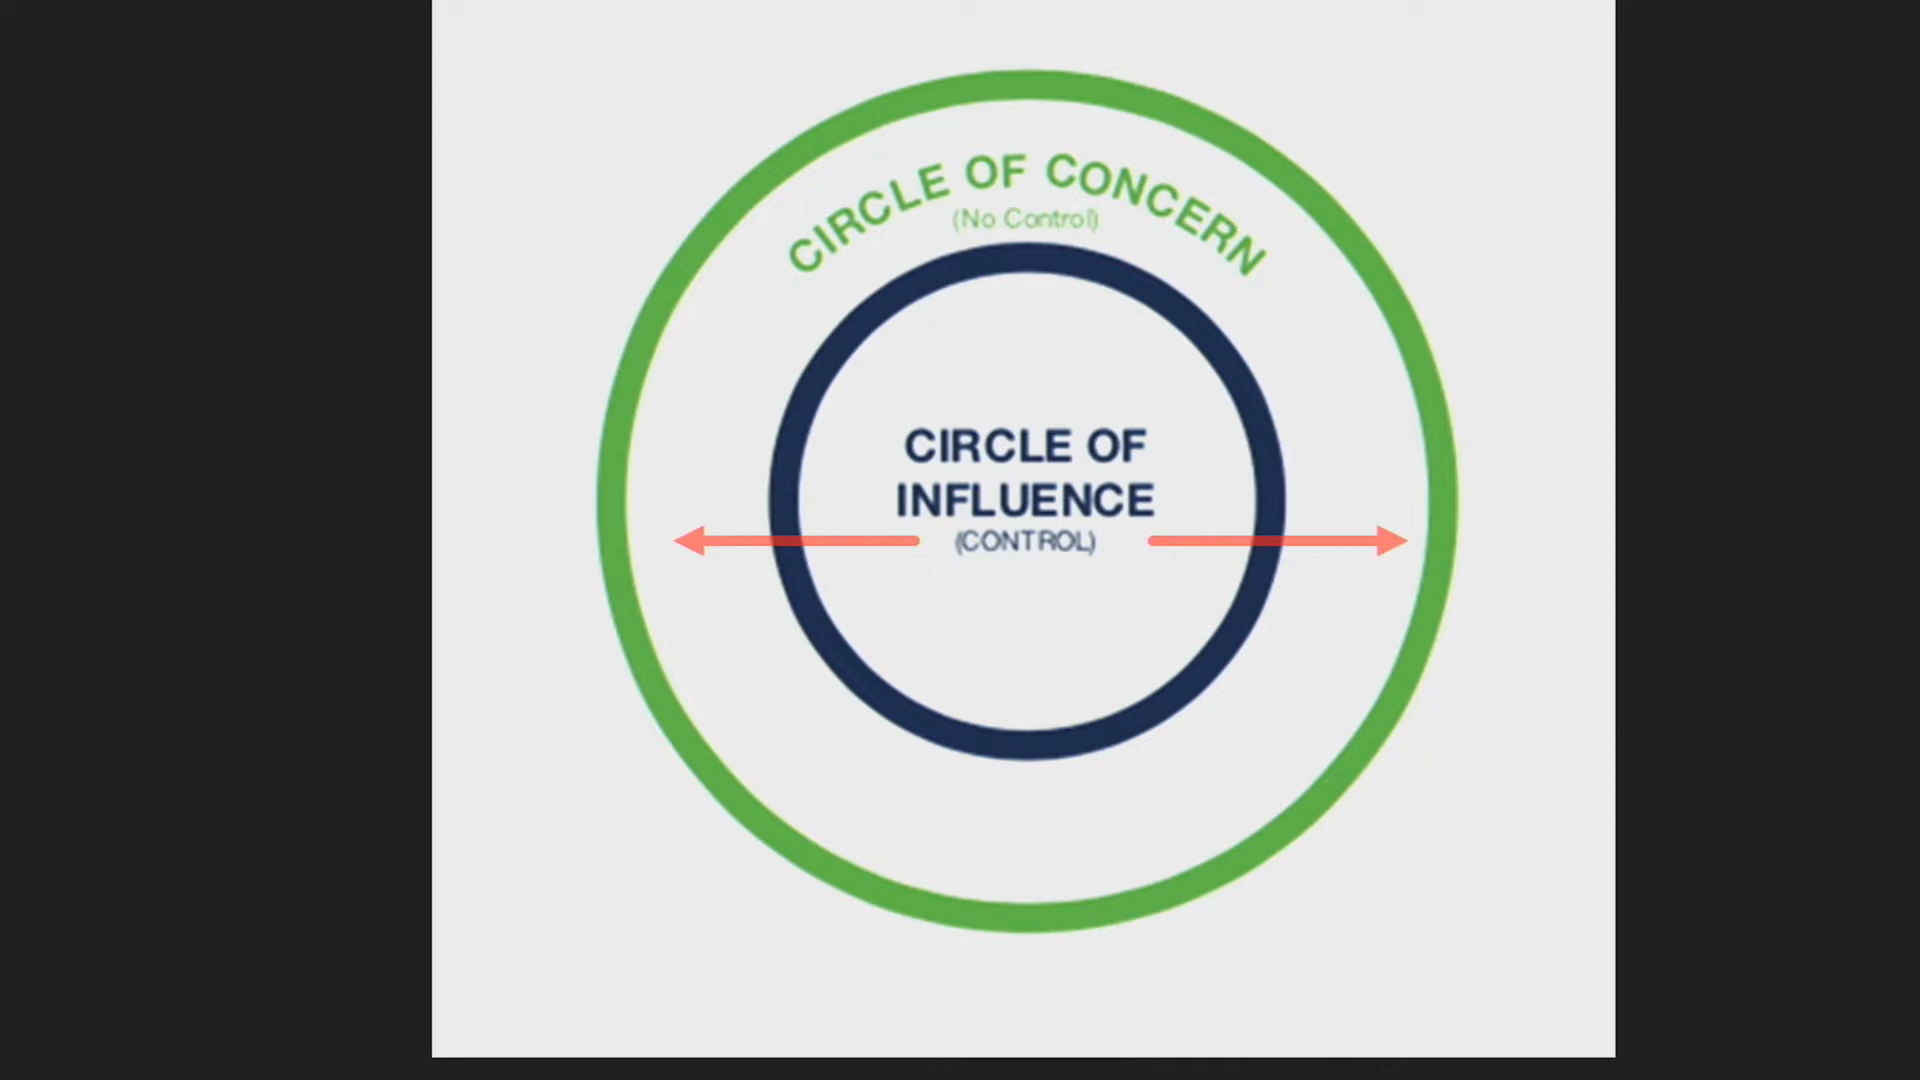 CIRCLE OF CONCERN
(No Control)
CIRCLE OF
INFLUENCE
(CONTROL)